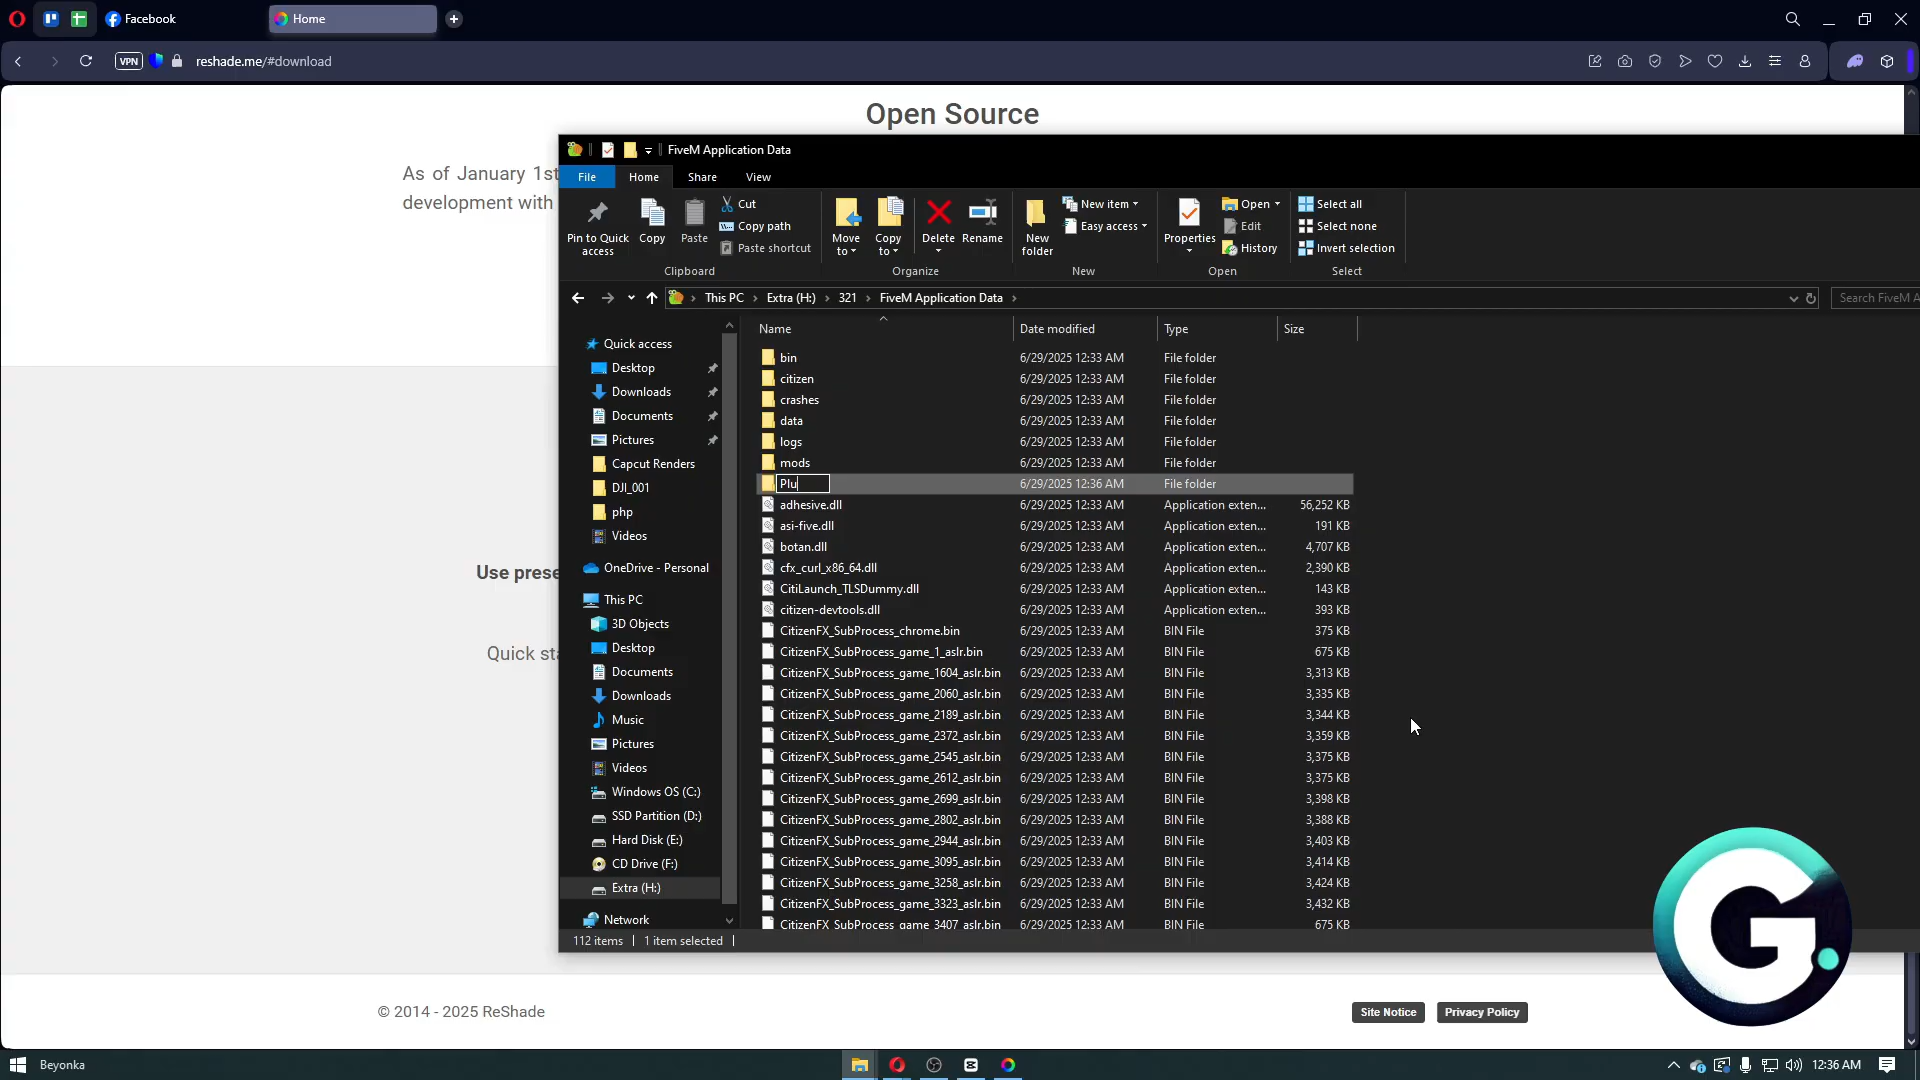 Facebook
Home
VPN
reshade.me/#download
Open Source
As of January 1st
development with
Use prese
Quick sta
FiveM Application Data
File
Home
Share
View
Pin to Quick access
Copy
Paste
Cut
Copy path
Paste shortcut
Clipboard
Move to
Copy to
Delete
Rename
Organize
New folder
New item
Easy access
New
Properties
Open
Edit
History
Open
Select all
Select none
Invert selection
Select
This PC
Extra (H:)
321
FiveM Application Data
Search FiveM A
Quick access
Desktop
Downloads
Documents
Pictures
Capcut Renders
DJI_001
php
Videos
OneDrive - Personal
This PC
3D Objects
Desktop
Documents
Downloads
Music
Pictures
Videos
Windows OS (C:)
SSD Partition (D:)
Hard Disk (E:)
CD Drive (F:)
Extra (H:)
Network
Name Date modified Type Size
bin 6/29/2025 12:33 AM File folder
citizen 6/29/2025 12:33 AM File folder
crashes 6/29/2025 12:33 AM File folder
data 6/29/2025 12:33 AM File folder
logs 6/29/2025 12:33 AM File folder
mods 6/29/2025 12:33 AM File folder
Plu 6/29/2025 12:36 AM File folder
adhesive.dll 6/29/2025 12:33 AM Application exten... 56,252 KB
asi-five.dll 6/29/2025 12:33 AM Application exten... 191 KB
botan.dll 6/29/2025 12:33 AM Application exten... 4,707 KB
cfx_curl_x86_64.dll 6/29/2025 12:33 AM Application exten... 2,390 KB
CitiLaunch_TLSDummy.dll 6/29/2025 12:33 AM Application exten... 143 KB
citizen-devtools.dll 6/29/2025 12:33 AM Application exten... 393 KB
CitizenFX_SubProcess_chrome.bin 6/29/2025 12:33 AM BIN File 375 KB
CitizenFX_SubProcess_game_1_aslr.bin 6/29/2025 12:33 AM BIN File 675 KB
CitizenFX_SubProcess_game_1604_aslr.bin 6/29/2025 12:33 AM BIN File 3,313 KB
CitizenFX_SubProcess_game_2060_aslr.bin 6/29/2025 12:33 AM BIN File 3,335 KB
CitizenFX_SubProcess_game_2189_aslr.bin 6/29/2025 12:33 AM BIN File 3,344 KB
CitizenFX_SubProcess_game_2372_aslr.bin 6/29/2025 12:33 AM BIN File 3,359 KB
CitizenFX_SubProcess_game_2545_aslr.bin 6/29/2025 12:33 AM BIN File 3,375 KB
CitizenFX_SubProcess_game_2612_aslr.bin 6/29/2025 12:33 AM BIN File 3,375 KB
CitizenFX_SubProcess_game_2699_aslr.bin 6/29/2025 12:33 AM BIN File 3,398 KB
CitizenFX_SubProcess_game_2802_aslr.bin 6/29/2025 12:33 AM BIN File 3,388 KB
CitizenFX_SubProcess_game_2944_aslr.bin 6/29/2025 12:33 AM BIN File 3,403 KB
CitizenFX_SubProcess_game_3095_aslr.bin 6/29/2025 12:33 AM BIN File 3,414 KB
CitizenFX_SubProcess_game_3258_aslr.bin 6/29/2025 12:33 AM BIN File 3,424 KB
CitizenFX_SubProcess_game_3323_aslr.bin 6/29/2025 12:33 AM BIN File 3,432 KB
CitizenFX_SubProcess_game_3407_aslr.bin 6/29/2025 12:33 AM BIN File 675 KB
112 items
1 item selected
G
© 2014 - 2025 ReShade
Site Notice
Privacy Policy
Beyonka
12:36 AM